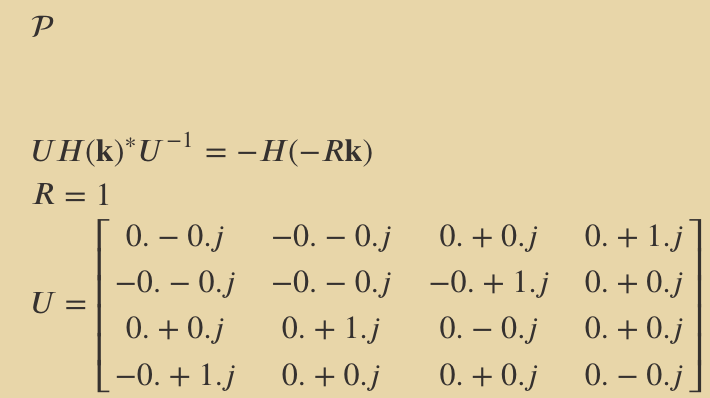 𝒫
UH(𝐤)*U⁻¹ = −H(−R𝐤)
R = 1
U = [ 0. − 0.j −0. − 0.j 0. + 0.j 0. + 1.j
−0. − 0.j −0. − 0.j −0. + 1.j 0. + 0.j
0. + 0.j 0. + 1.j 0. − 0.j 0. + 0.j
−0. + 1.j 0. + 0.j 0. + 0.j 0. − 0.j ]